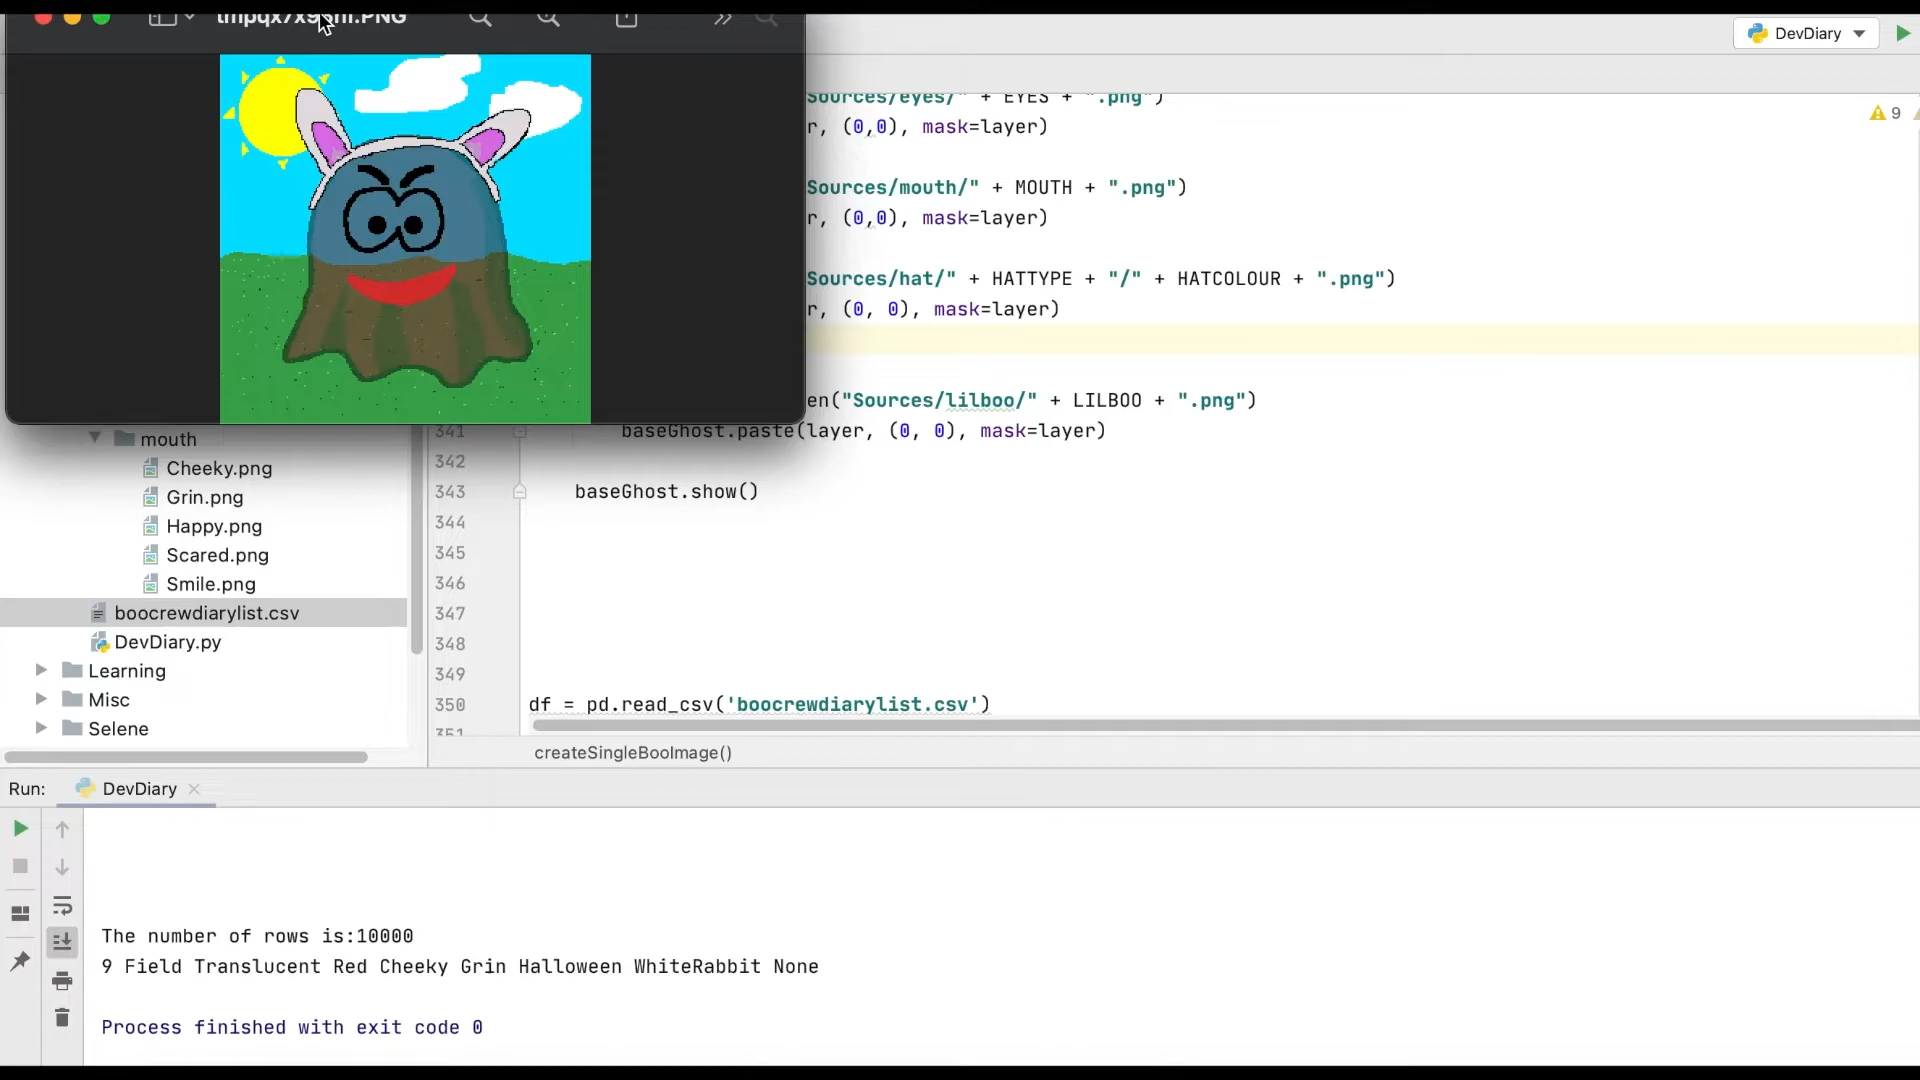 DevDiary
Sources/eyes/" + EYES + ".png")
r, (0,0), mask=layer)
9
Sources/mouth/" + MOUTH + ".png")
r, (0,0), mask=layer)
Sources/hat/" + HATTYPE + "/" + HATCOLOUR + ".png")
r, (0, 0), mask=layer)
en("Sources/lilboo/" + LILBOO + ".png")
341 baseGhost.paste(layer, (0, 0), mask=layer)
342
343 baseGhost.show()
344
345
346
347
348
349
350 df = pd.read_csv('boocrewdiarylist.csv')
351
createSingleBooImage()
mouth
Cheeky.png
Grin.png
Happy.png
Scared.png
Smile.png
boocrewdiarylist.csv
DevDiary.py
Learning
Misc
Selene
Run: DevDiary
The number of rows is:10000
9 Field Translucent Red Cheeky Grin Halloween WhiteRabbit None
Process finished with exit code 0